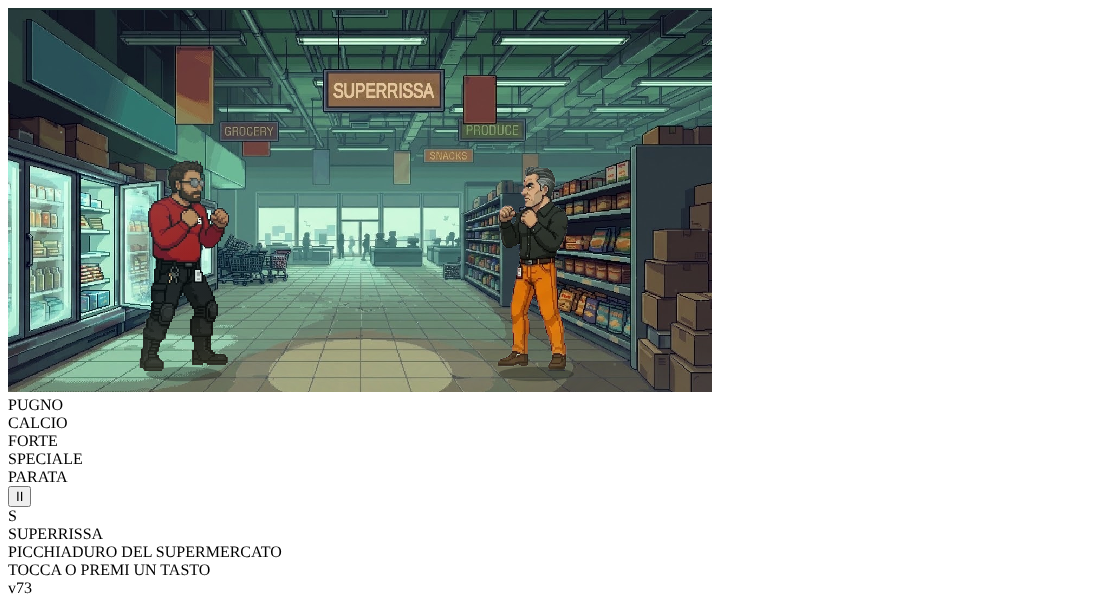 SUPERRISSA
GROCERY
PRODUCE
SNACKS
PUGNO
CALCIO
FORTE
SPECIALE
PARATA
II
S
SUPERRISSA
PICCHIADURO DEL SUPERMERCATO
TOCCA O PREMI UN TASTO
v73